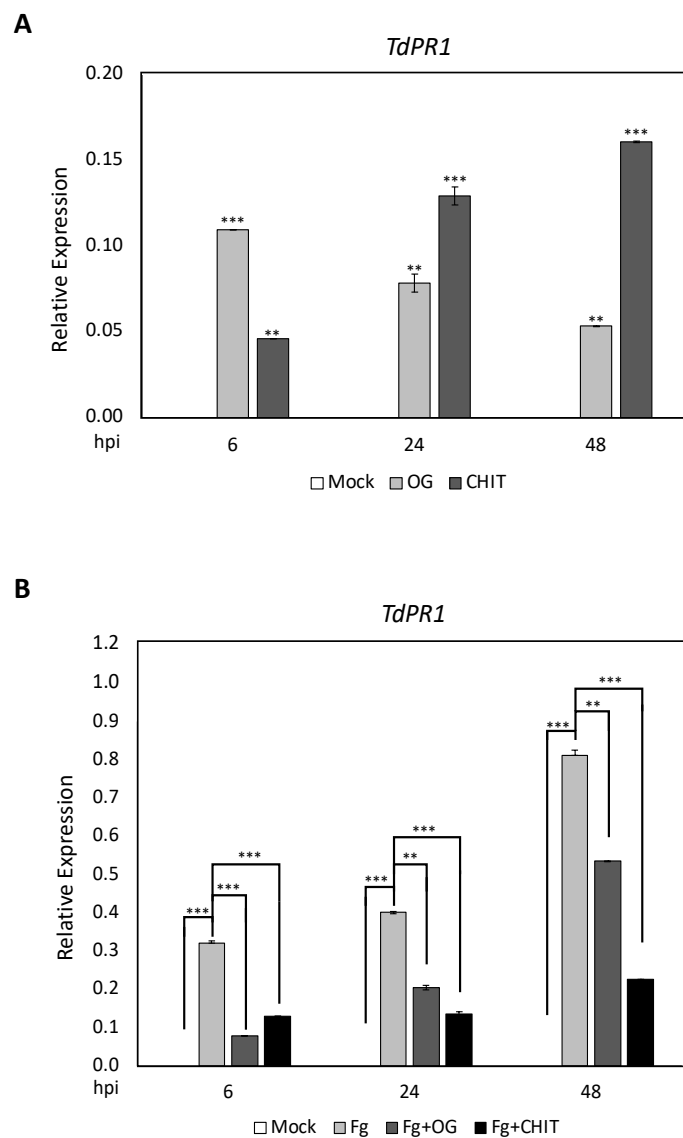 A
TdPR1
0.20
0.15
0.10
0.05
0.00
Relative Expression
*** ** ** *** ** ***
hpi 6 24 48
Mock OG CHIT
B
TdPR1
1.2
1.0
0.9
0.8
0.7
0.6
0.5
0.4
0.3
0.2
0.1
0.0
Relative Expression
*** *** *** *** ** *** *** ** ***
hpi 6 24 48
Mock Fg Fg+OG Fg+CHIT